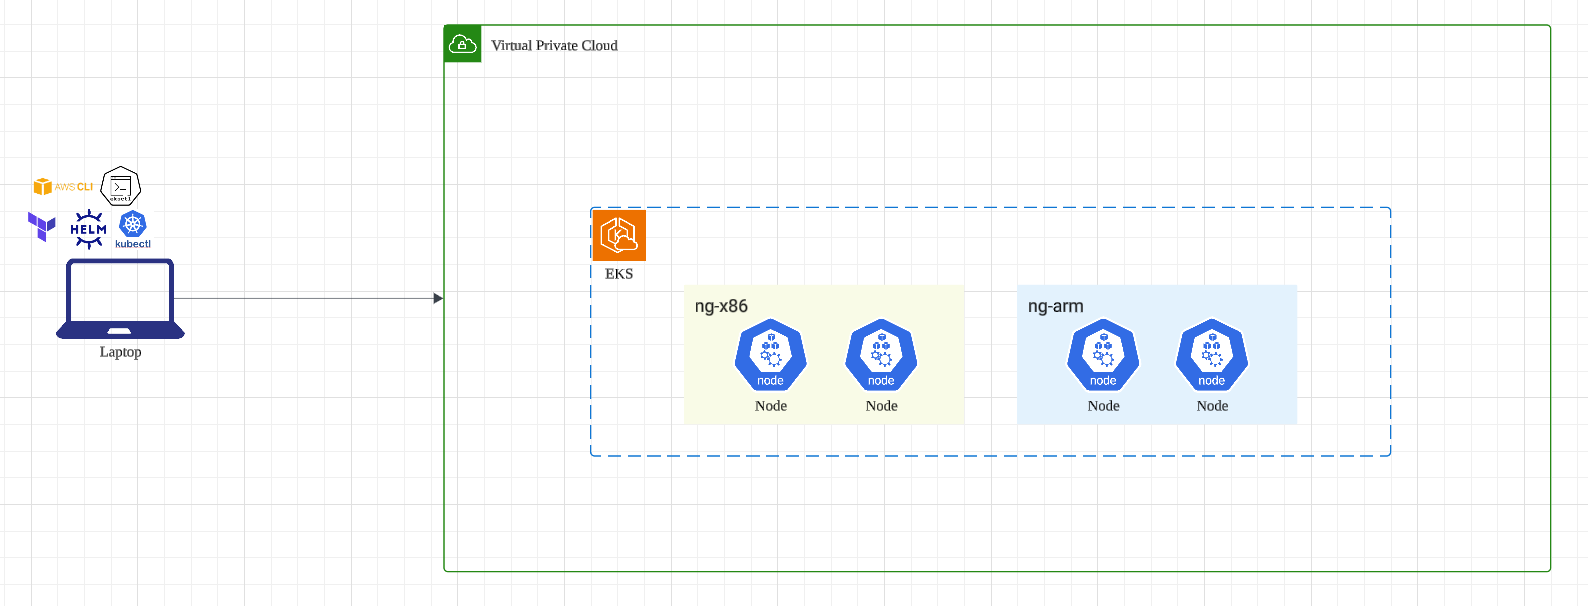 Virtual Private Cloud
AWS CLI
eksctl
HELM
kubectl
Laptop
EKS
ng-x86
node
node
Node
Node
ng-arm
node
node
Node
Node